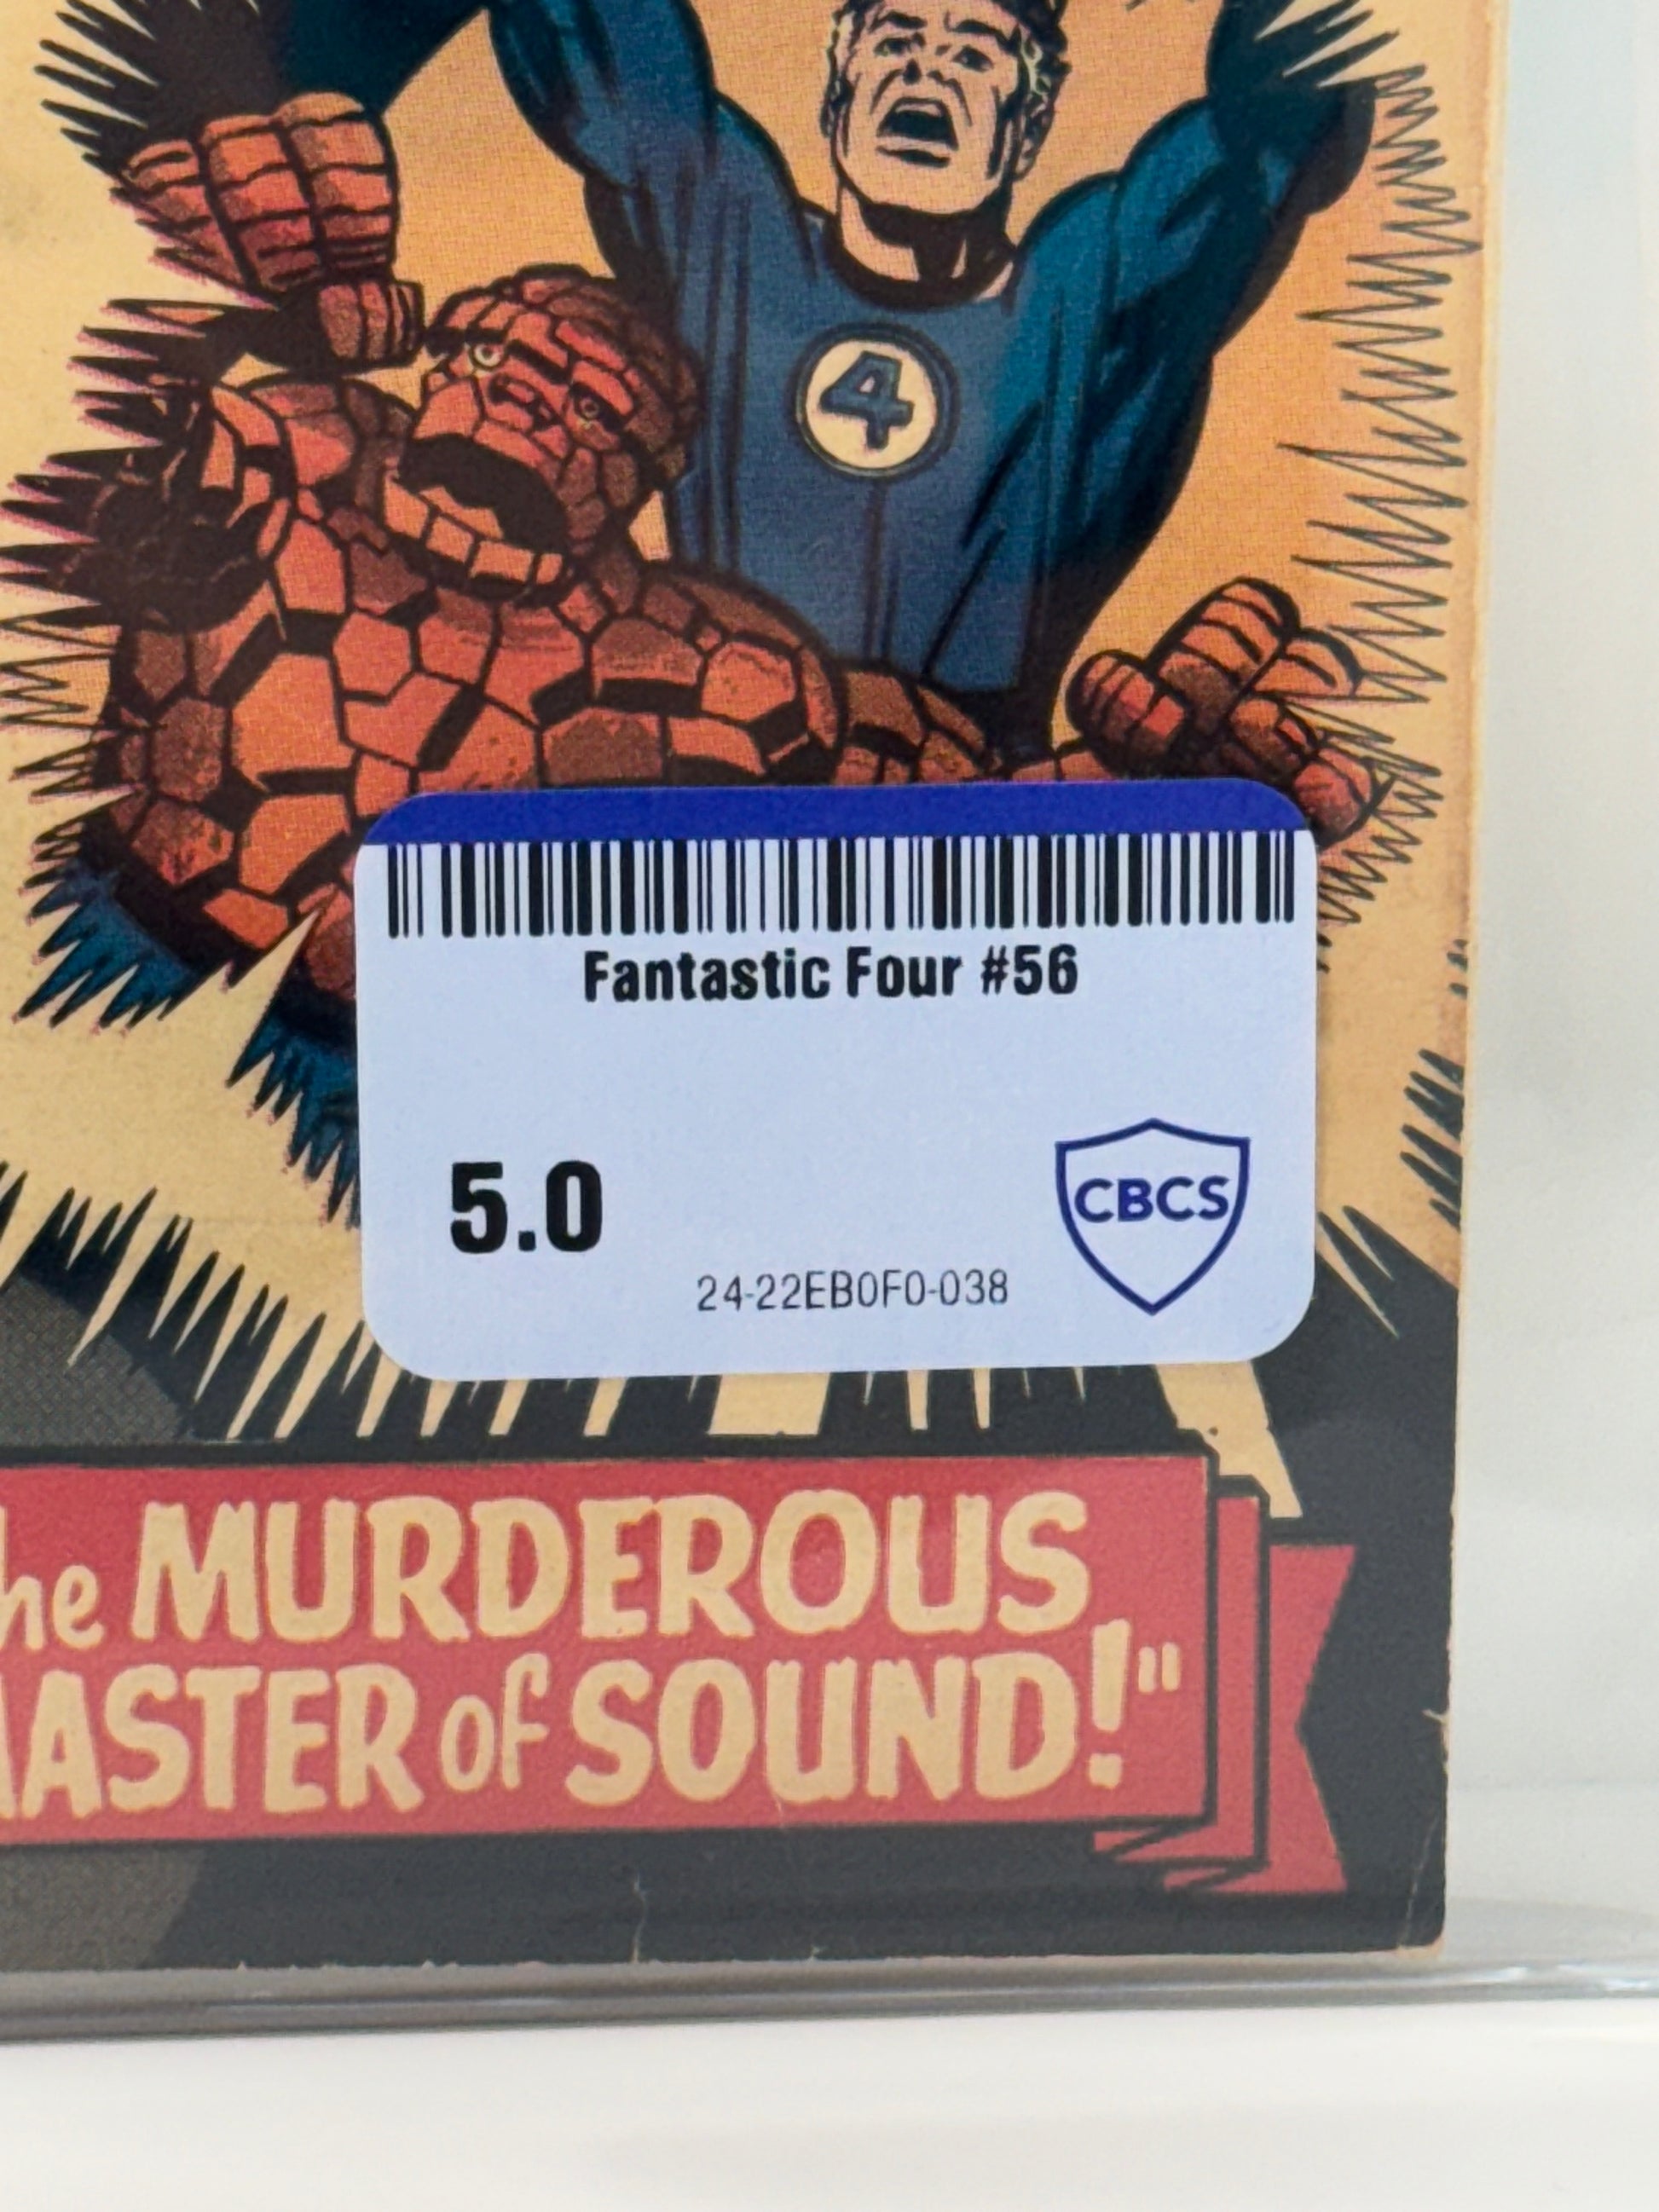 4
Fantastic Four #56
5.0
CBCS
24-22EB0F0-038
he MURDEROUS
ASTER of SOUND!"